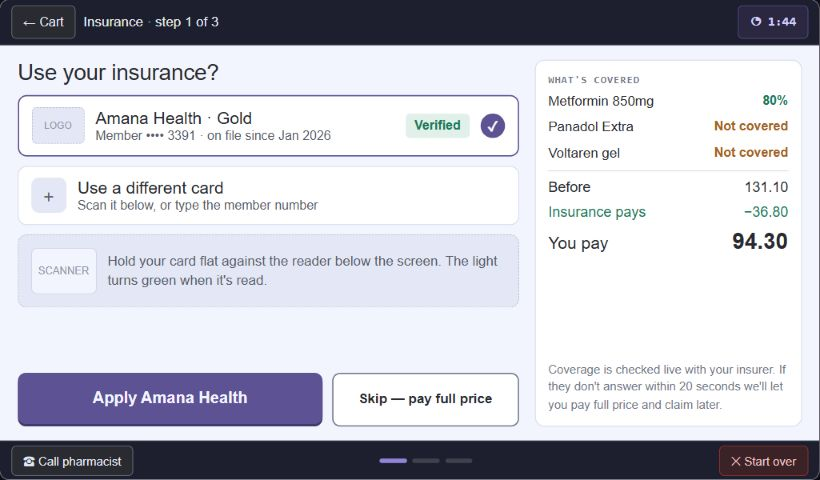 ← Cart
Insurance · step 1 of 3
1:44
Use your insurance?
LOGO
Amana Health · Gold
Member •••• 3391 · on file since Jan 2026
Verified
✓
+
Use a different card
Scan it below, or type the member number
SCANNER
Hold your card flat against the reader below the screen. The light
turns green when it's read.
Apply Amana Health
Skip — pay full price
WHAT'S COVERED
Metformin 850mg 80%
Panadol Extra Not covered
Voltaren gel Not covered
Before 131.10
Insurance pays −36.80
You pay 94.30
Coverage is checked live with your insurer. If
they don't answer within 20 seconds we'll let
you pay full price and claim later.
☎ Call pharmacist
✕ Start over